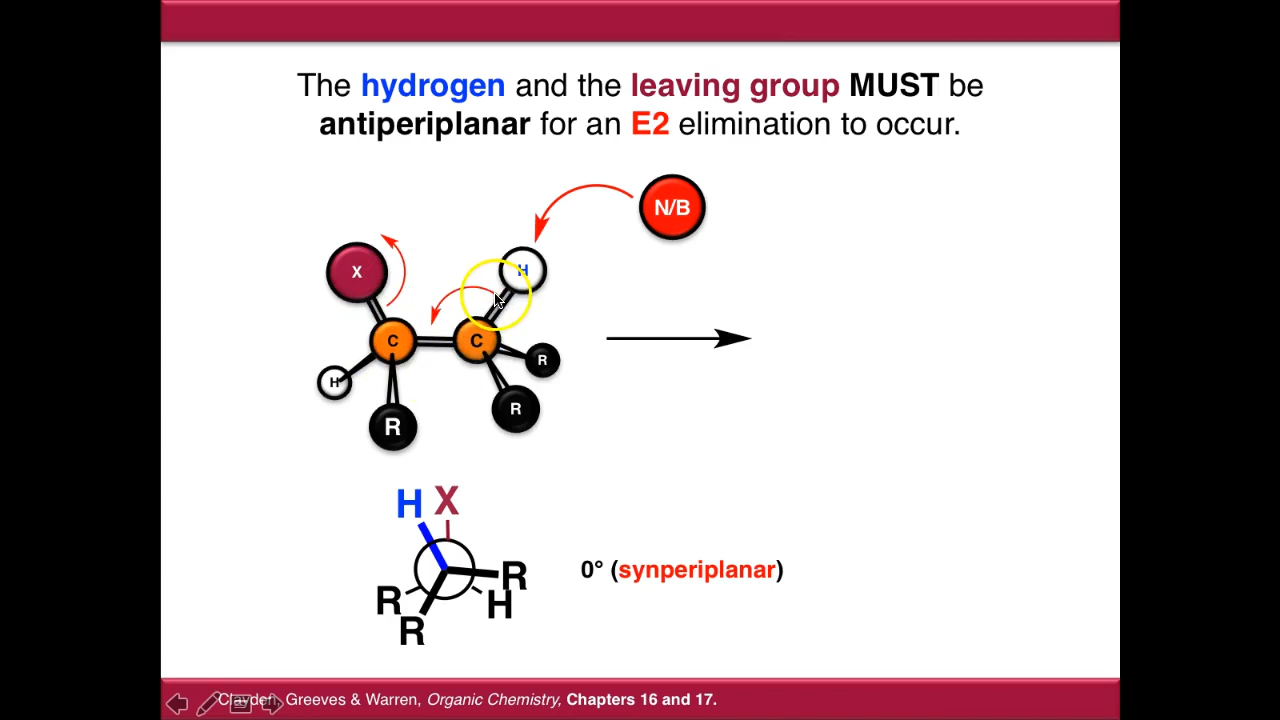 The hydrogen and the leaving group MUST be
antiperiplanar for an E2 elimination to occur.
N/B
X
H
C
C
R
H
R
R
H X
R
R
H
R
0° (synperiplanar)
Clayden, Greeves & Warren, Organic Chemistry, Chapters 16 and 17.